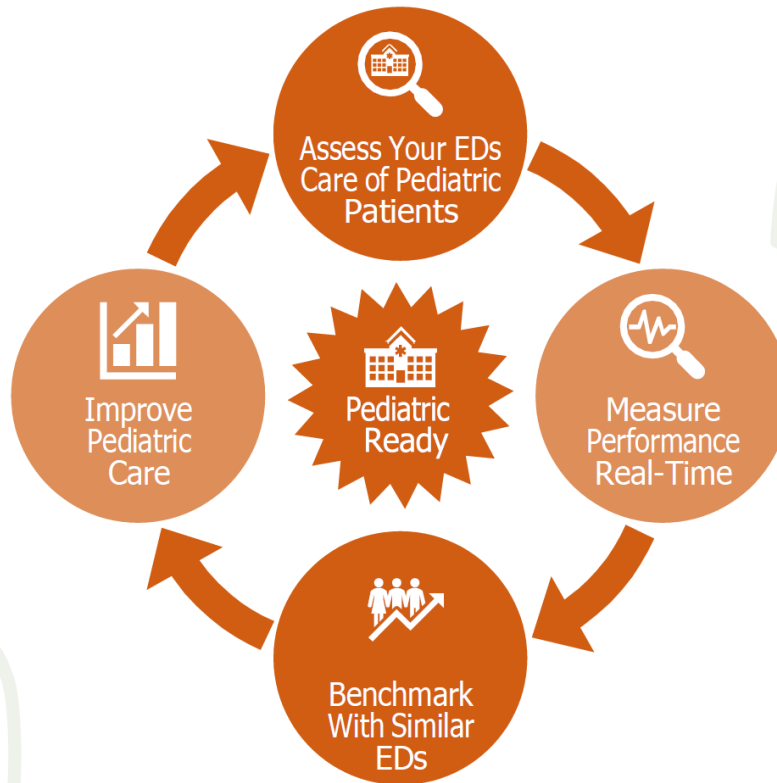 Assess Your EDs
Care of Pediatric
Patients
Measure
Performance
Real-Time
Benchmark
With Similar
EDs
Improve
Pediatric
Care
Pediatric
Ready